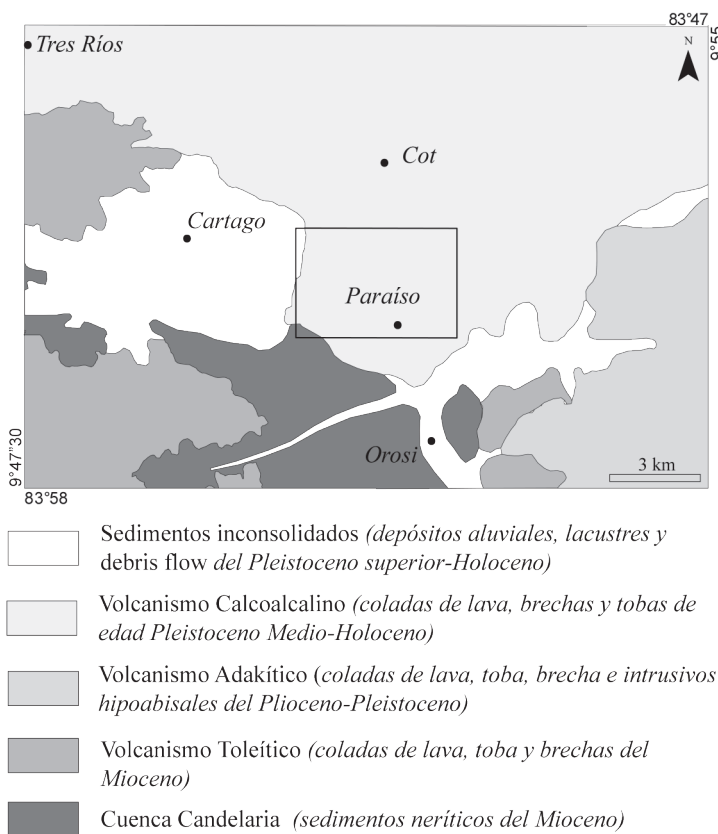 83°47
9°55
N
Tres Ríos
Cot
Cartago
Paraíso
Orosi
3 km
9°47"30
83°58
Sedimentos inconsolidados (depósitos aluviales, lacustres y
debris flow del Pleistoceno superior-Holoceno)
Volcanismo Calcoalcalino (coladas de lava, brechas y tobas de
edad Pleistoceno Medio-Holoceno)
Volcanismo Adakítico (coladas de lava, toba, brecha e intrusivos
hipoabisales del Plioceno-Pleistoceno)
Volcanismo Toleítico (coladas de lava, toba y brechas del
Mioceno)
Cuenca Candelaria (sedimentos neríticos del Mioceno)